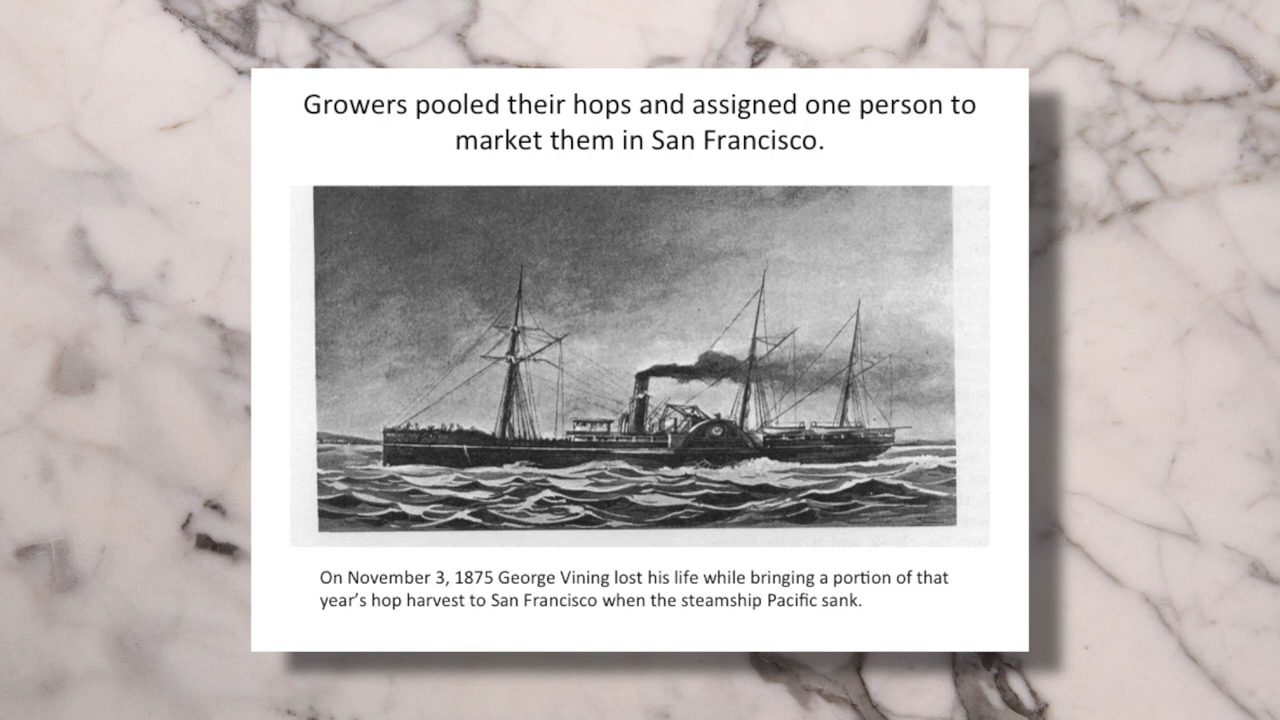 Growers pooled their hops and assigned one person to
market them in San Francisco.
On November 3, 1875 George Vining lost his life while bringing a portion of that
year’s hop harvest to San Francisco when the steamship Pacific sank.